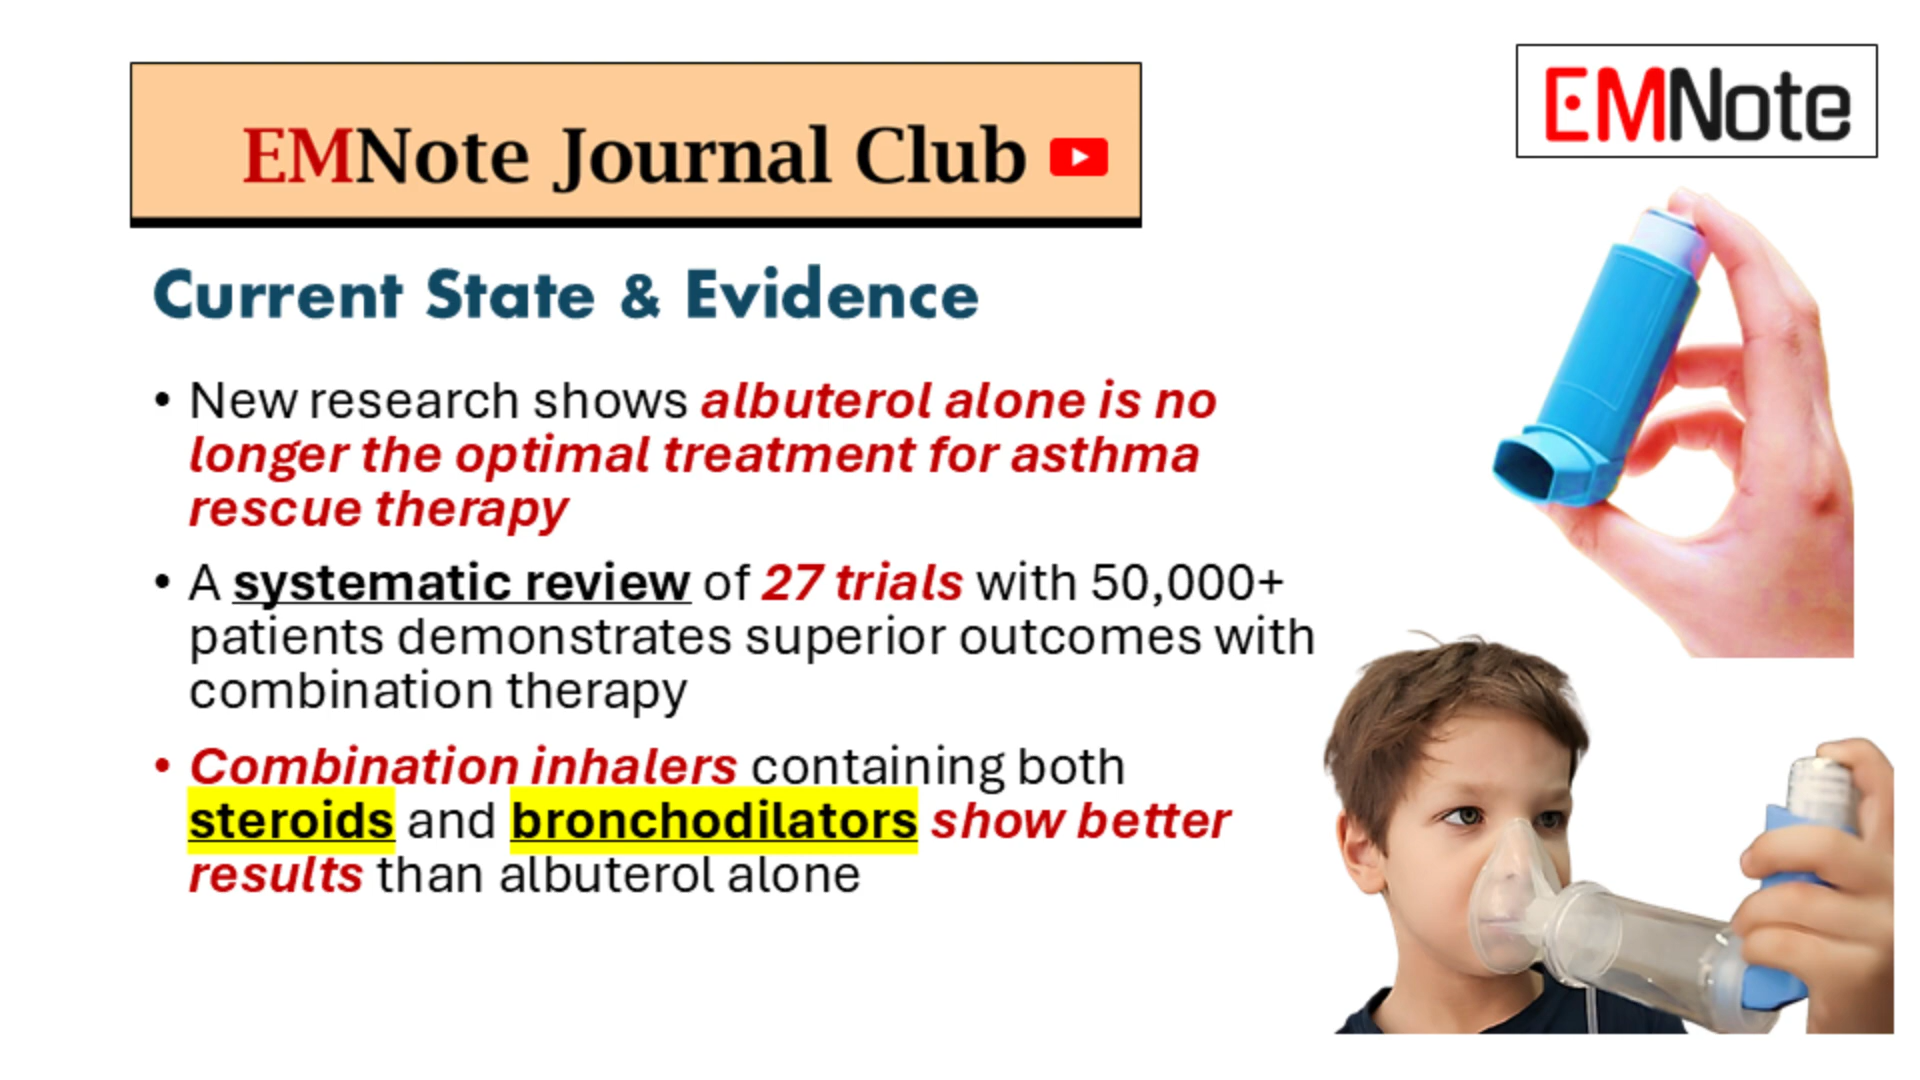 EMNote Journal Club
EMNote
Current State & Evidence
• New research shows albuterol alone is no
longer the optimal treatment for asthma
rescue therapy
• A systematic review of 27 trials with 50,000+
patients demonstrates superior outcomes with
combination therapy
• Combination inhalers containing both
steroids and bronchodilators show better
results than albuterol alone